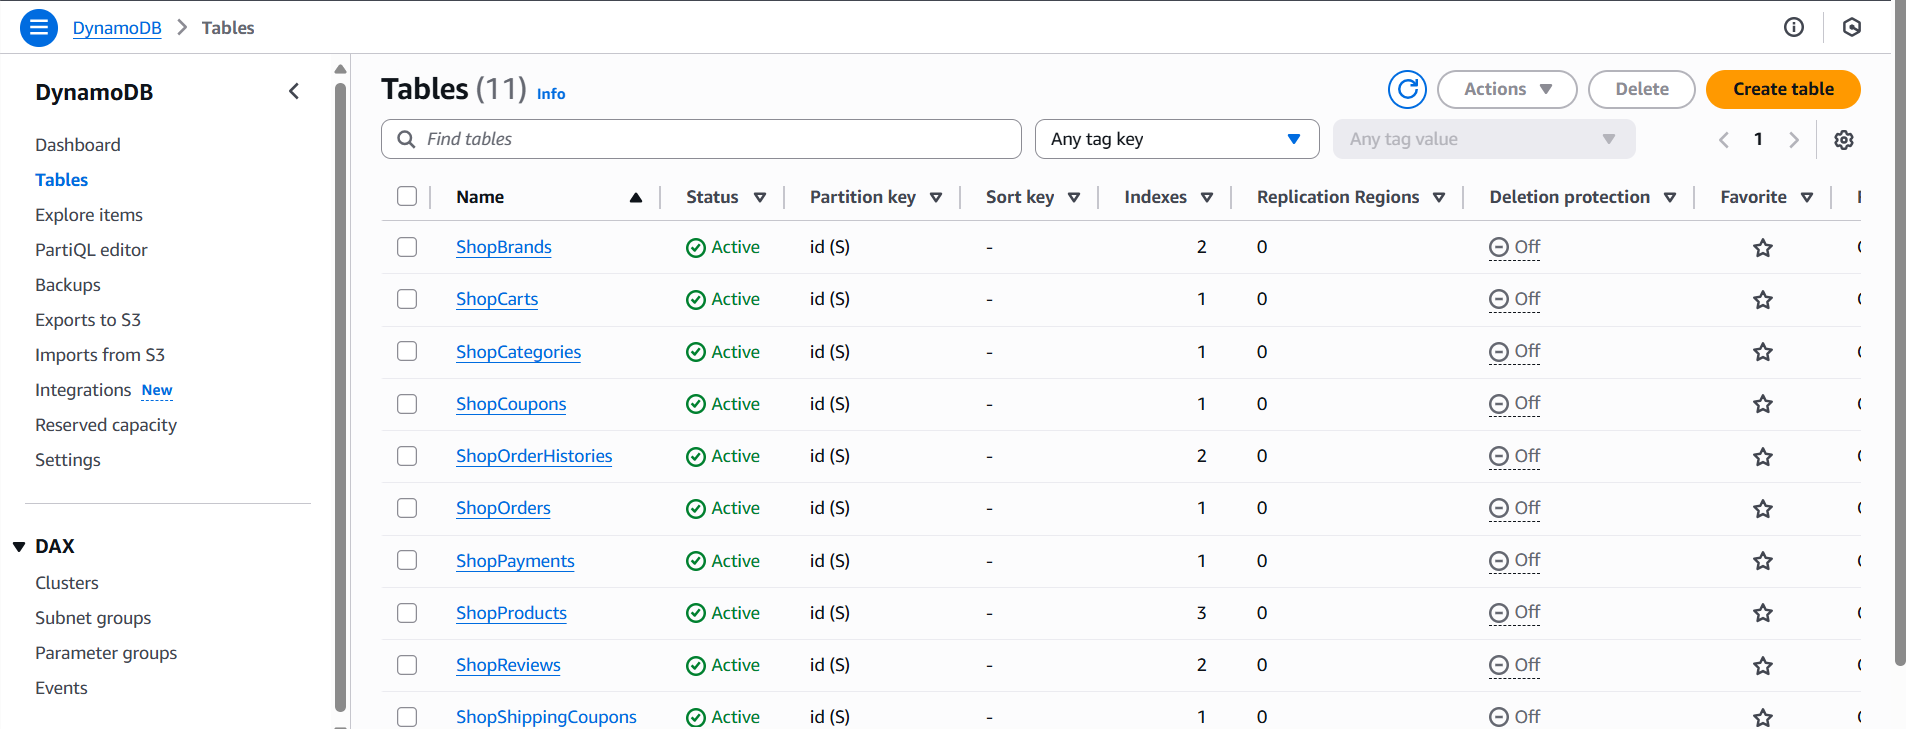 DynamoDB > Tables
DynamoDB
Dashboard
Tables
Explore items
PartiQL editor
Backups
Exports to S3
Imports from S3
Integrations New
Reserved capacity
Settings
DAX
Clusters
Subnet groups
Parameter groups
Events
Tables (11) Info
Actions Delete Create table
Find tables Any tag key Any tag value 1
Name Status Partition key Sort key Indexes Replication Regions Deletion protection Favorite
ShopBrands Active id (S) - 2 0 Off
ShopCarts Active id (S) - 1 0 Off
ShopCategories Active id (S) - 1 0 Off
ShopCoupons Active id (S) - 1 0 Off
ShopOrderHistories Active id (S) - 2 0 Off
ShopOrders Active id (S) - 1 0 Off
ShopPayments Active id (S) - 1 0 Off
ShopProducts Active id (S) - 3 0 Off
ShopReviews Active id (S) - 2 0 Off
ShopShippingCoupons Active id (S) - 1 0 Off